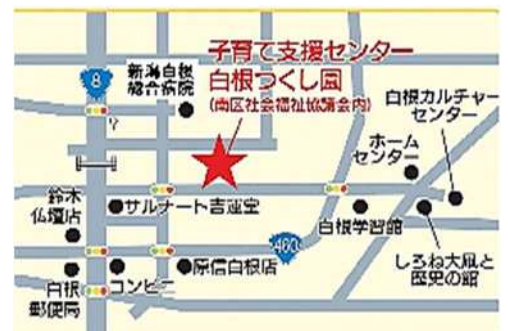 子育て支援センター
白根つくし園
(南区社会福祉協議会内)
8
新潟白根
総合病院
白根カルチャー
センター
ホーム
センター
鈴木
仏壇店
サルナート吉運堂
白根学習館
460
しろね大凧と
歴史の館
原信白根店
コンビニ
白根
郵便局